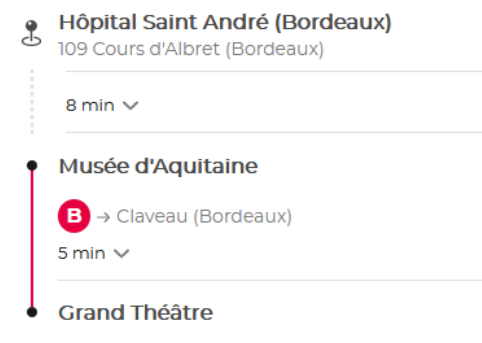 Hôpital Saint André (Bordeaux)
109 Cours d'Albret (Bordeaux)
8 min
Musée d'Aquitaine
B → Claveau (Bordeaux)
5 min
Grand Théâtre